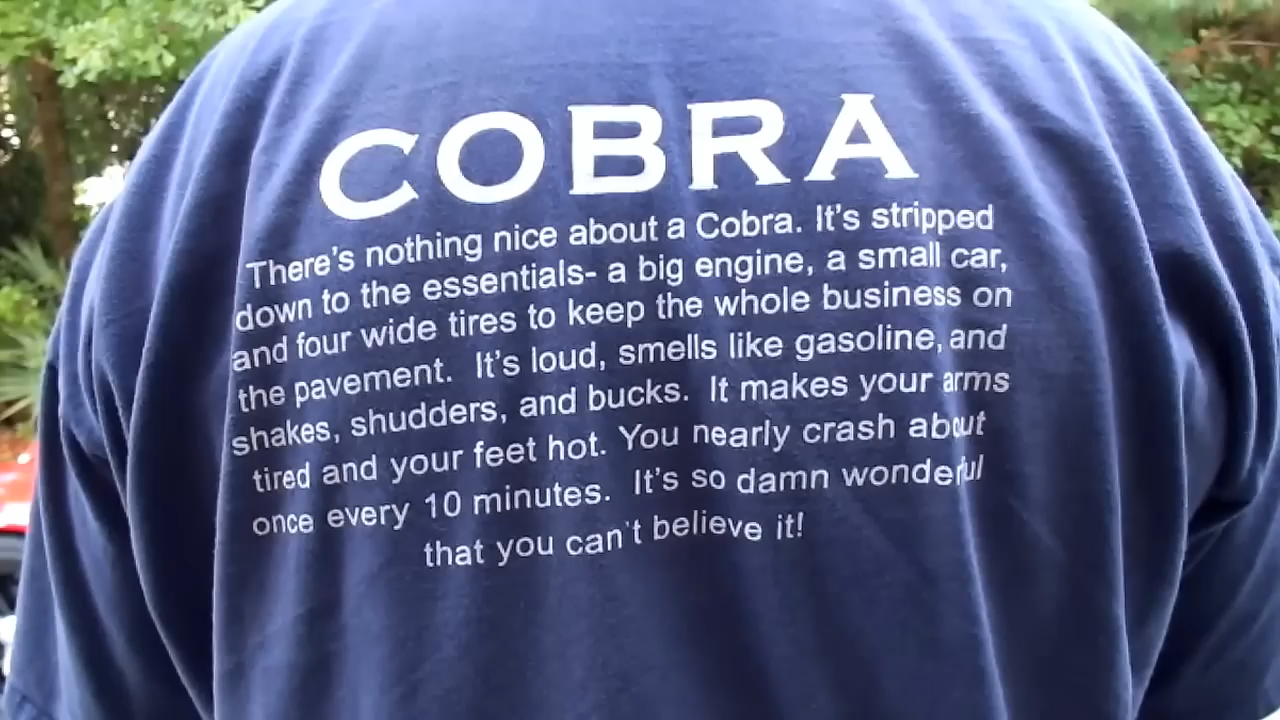 COBRA
There's nothing nice about a Cobra. It's stripped
down to the essentials- a big engine, a small car,
and four wide tires to keep the whole business on
the pavement. It's loud, smells like gasoline, and
shakes, shudders, and bucks. It makes your arms
tired and your feet hot. You nearly crash about
once every 10 minutes. It's so damn wonderful
that you can't believe it!